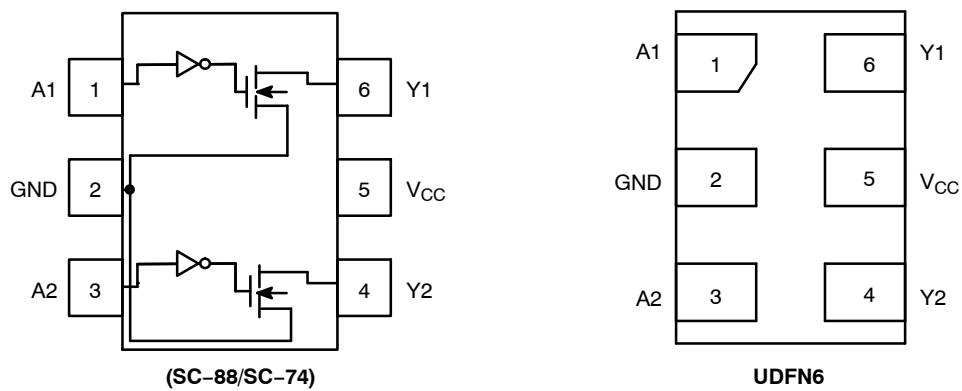 A1 1 6 Y1
GND 2 5 VCC
A2 3 4 Y2
(SC–88/SC–74)
A1 1 6 Y1
GND 2 5 VCC
A2 3 4 Y2
UDFN6